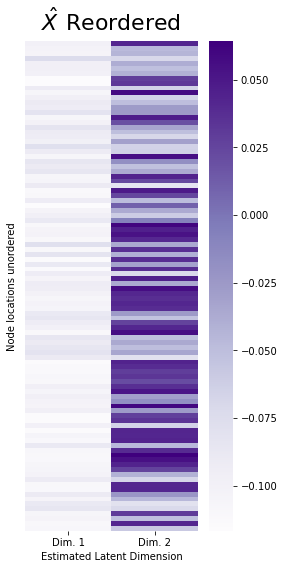 X̂ Reordered
Node locations unordered
Dim. 1
Dim. 2
Estimated Latent Dimension
0.050
0.025
0.000
−0.025
−0.050
−0.075
−0.100